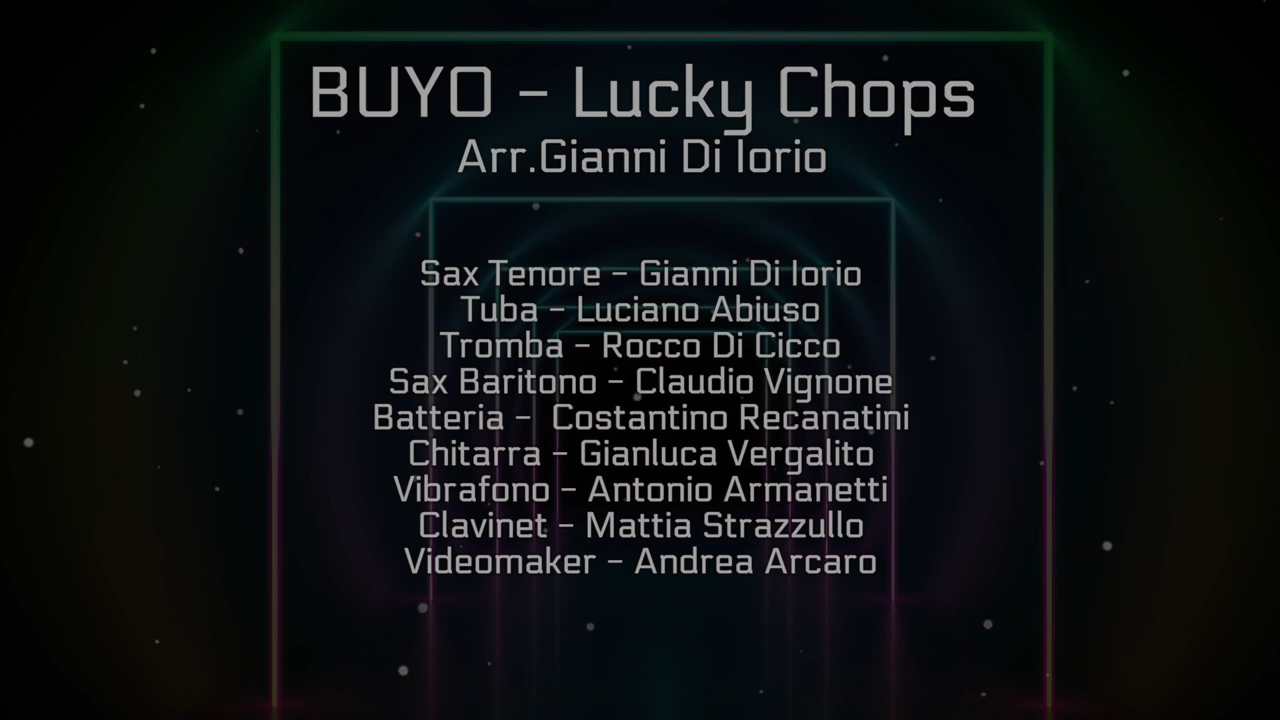 BUYO - Lucky Chops
Arr.Gianni Di Iorio
Sax Tenore - Gianni Di Iorio
Tuba - Luciano Abiuso
Tromba - Rocco Di Cicco
Sax Baritono - Claudio Vignone
Batteria -  Costantino Recanatini
Chitarra - Gianluca Vergalito
Vibrafono - Antonio Armanetti
Clavinet - Mattia Strazzullo
Videomaker - Andrea Arcaro